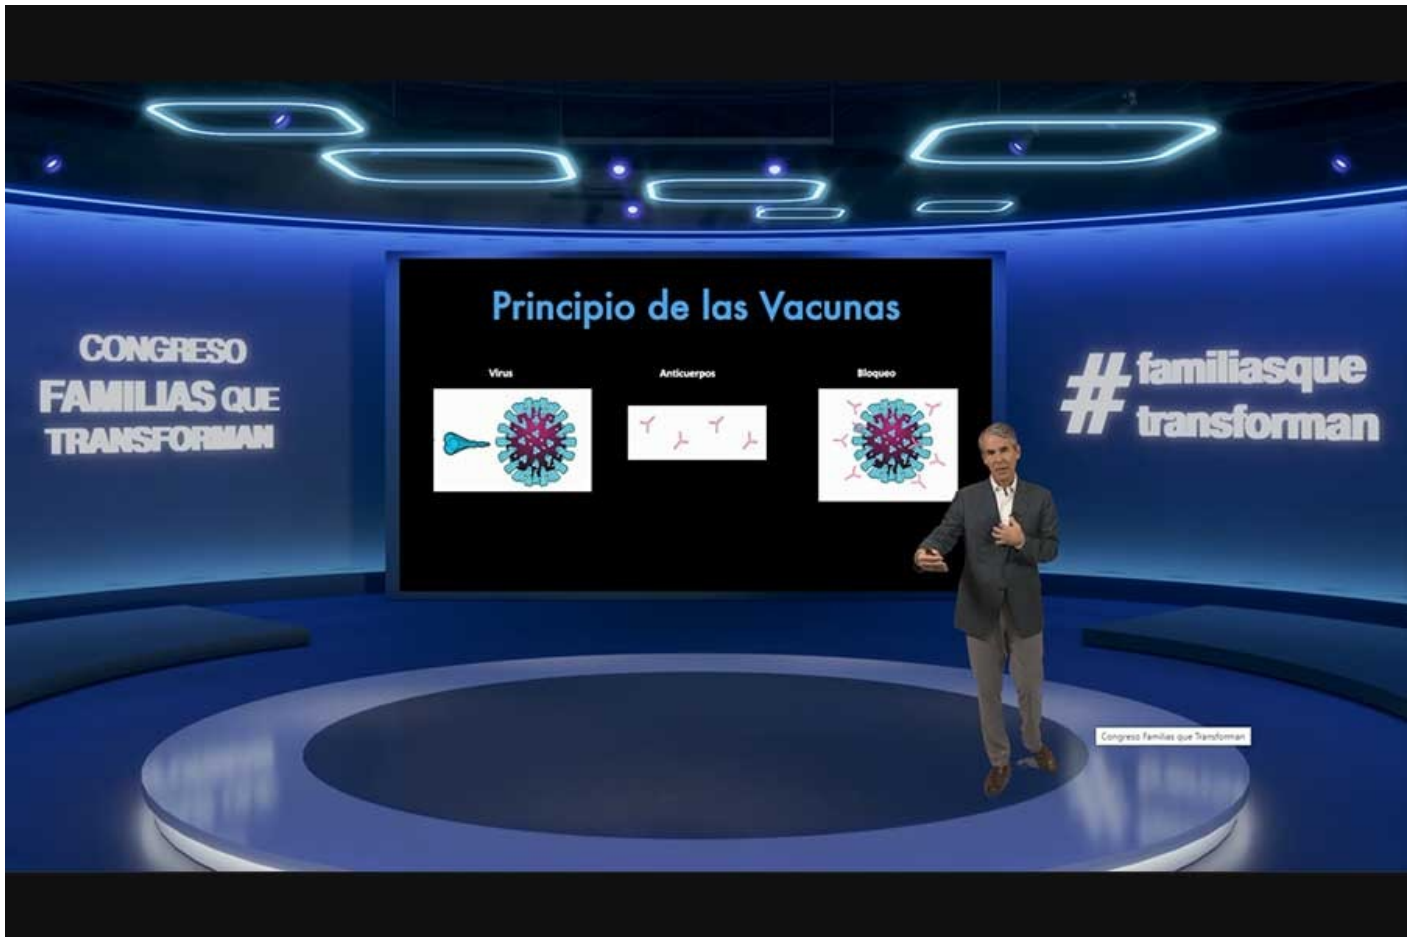 CONGRESO
FAMILIAS QUE
TRANSFORMAN
Principio de las Vacunas
Virus
Anticuerpos
Bloqueo
#familiasque
transforman
Congreso Familias que Transforman